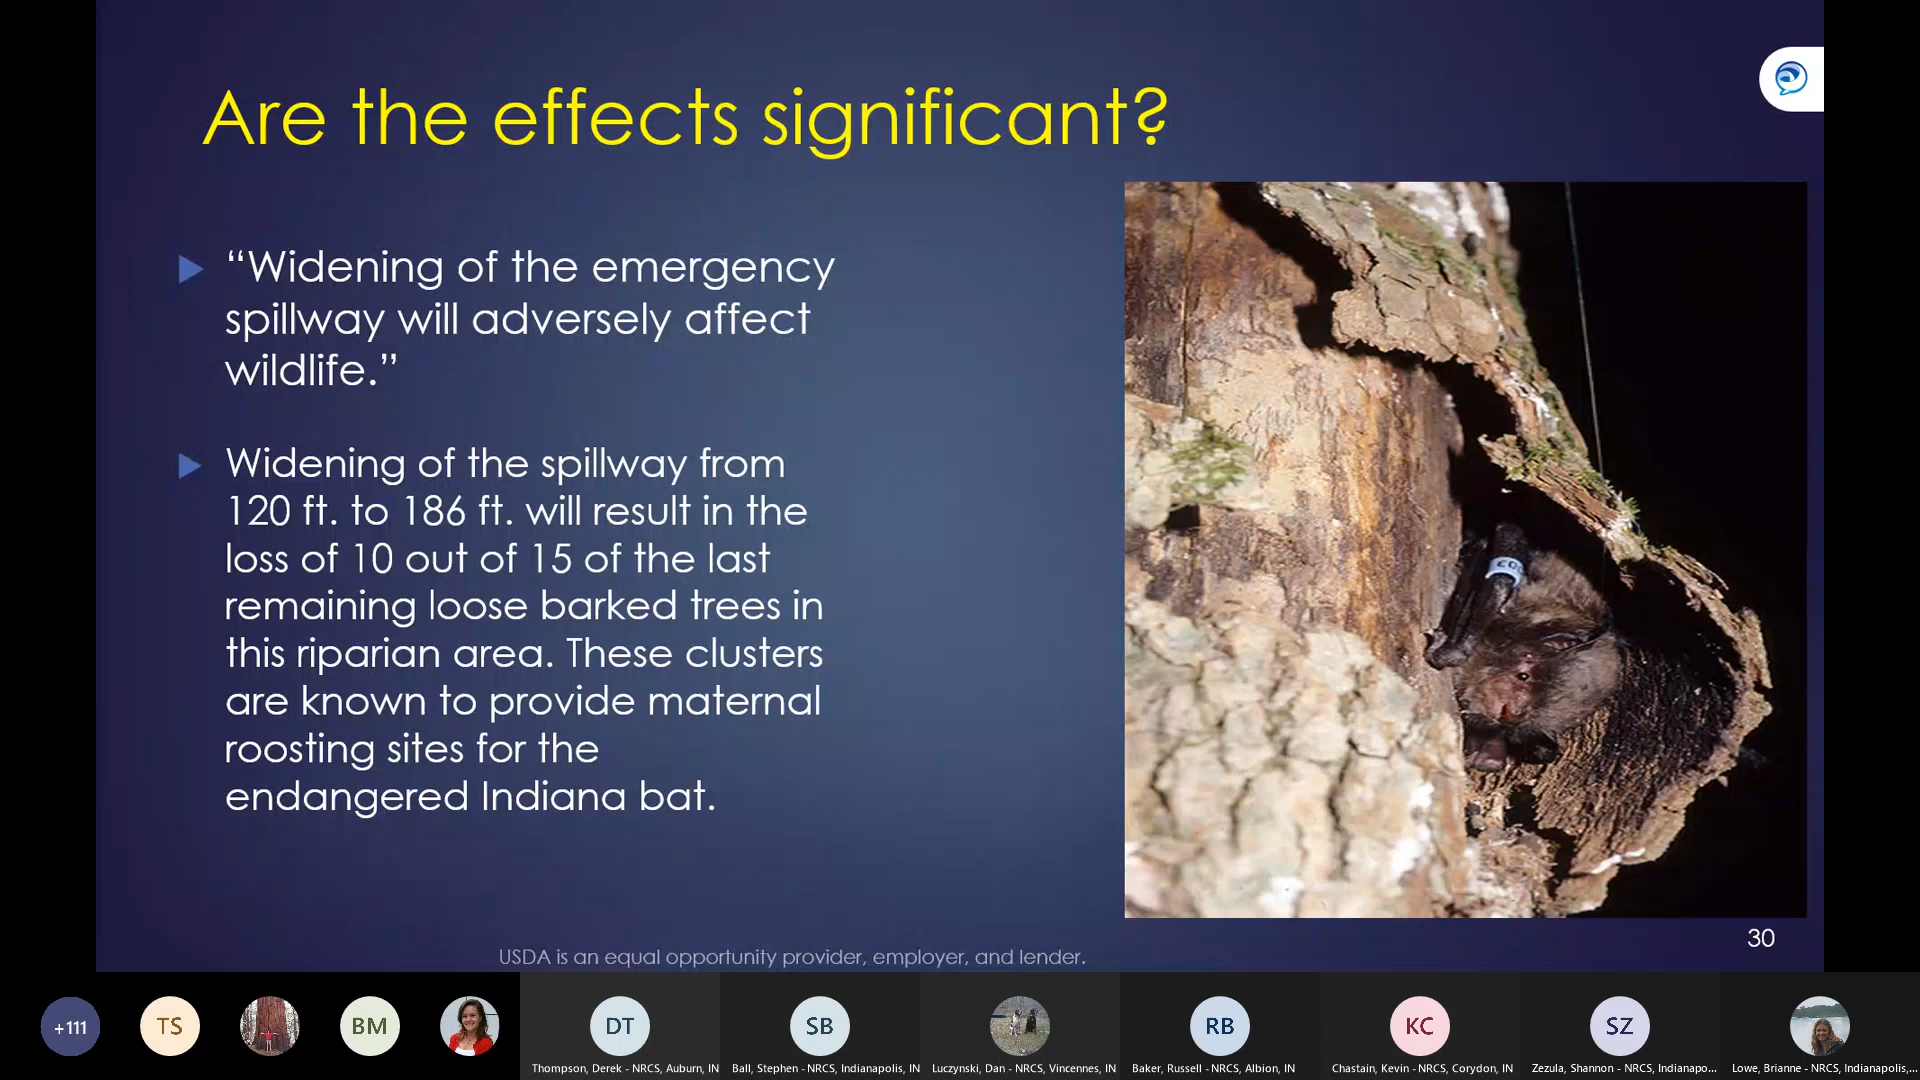 Are the effects significant?
“Widening of the emergency
spillway will adversely affect
wildlife.”
Widening of the spillway from
120 ft. to 186 ft. will result in the
loss of 10 out of 15 of the last
remaining loose barked trees in
this riparian area. These clusters
are known to provide maternal
roosting sites for the
endangered Indiana bat.
30
USDA is an equal opportunity provider, employer, and lender.
+111
TS
BM
DT
SB
RB
KC
SZ
Thompson, Derek - NRCS, Auburn, IN
Ball, Stephen - NRCS, Indianapolis, IN
Luczynski, Dan - NRCS, Vincennes, IN
Baker, Russell - NRCS, Albion, IN
Chastain, Kevin - NRCS, Corydon, IN
Zezula, Shannon - NRCS, Indianapo...
Lowe, Brianne - NRCS, Indianapolis,...